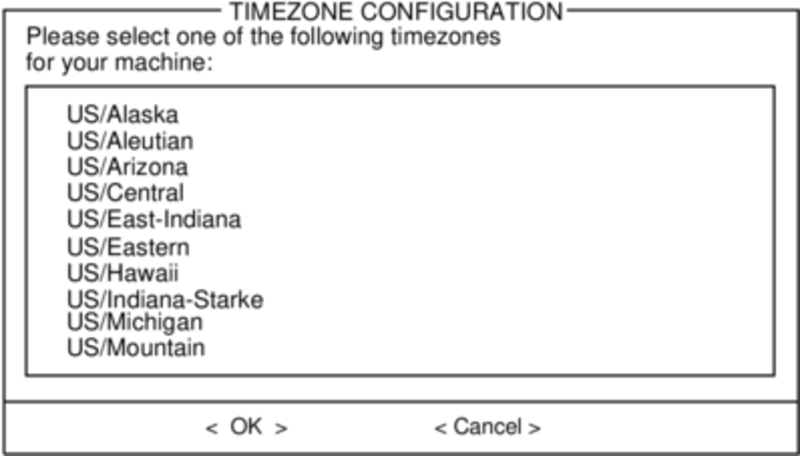 TIMEZONE CONFIGURATION
Please select one of the following timezones
for your machine:
US/Alaska
US/Aleutian
US/Arizona
US/Central
US/East-Indiana
US/Eastern
US/Hawaii
US/Indiana-Starke
US/Michigan
US/Mountain
< OK > < Cancel >